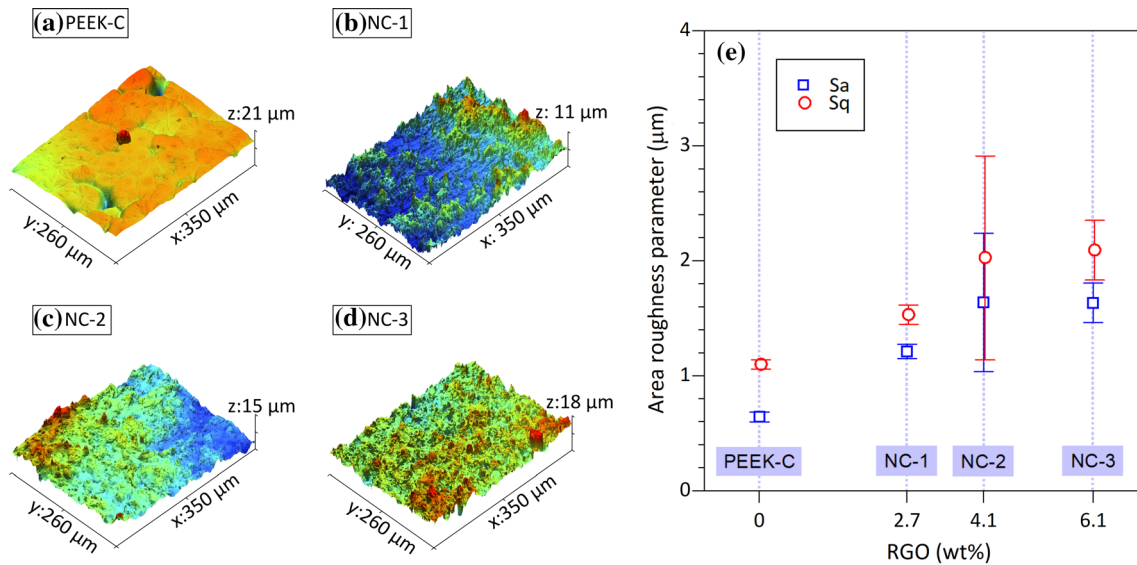 (a) PEEK-C
z:21 µm
y:260 µm
x:350 µm
(b) NC-1
z: 11 µm
y: 260 µm
x: 350 µm
(c) NC-2
z:15 µm
y:260 µm
x:350 µm
(d) NC-3
z:18 µm
y:260 µm
x:350 µm
(e)
Sa
Sq
Area roughness parameter (µm)
4
3
2
1
0
PEEK-C NC-1 NC-2 NC-3
0 2.7 4.1 6.1
RGO (wt%)